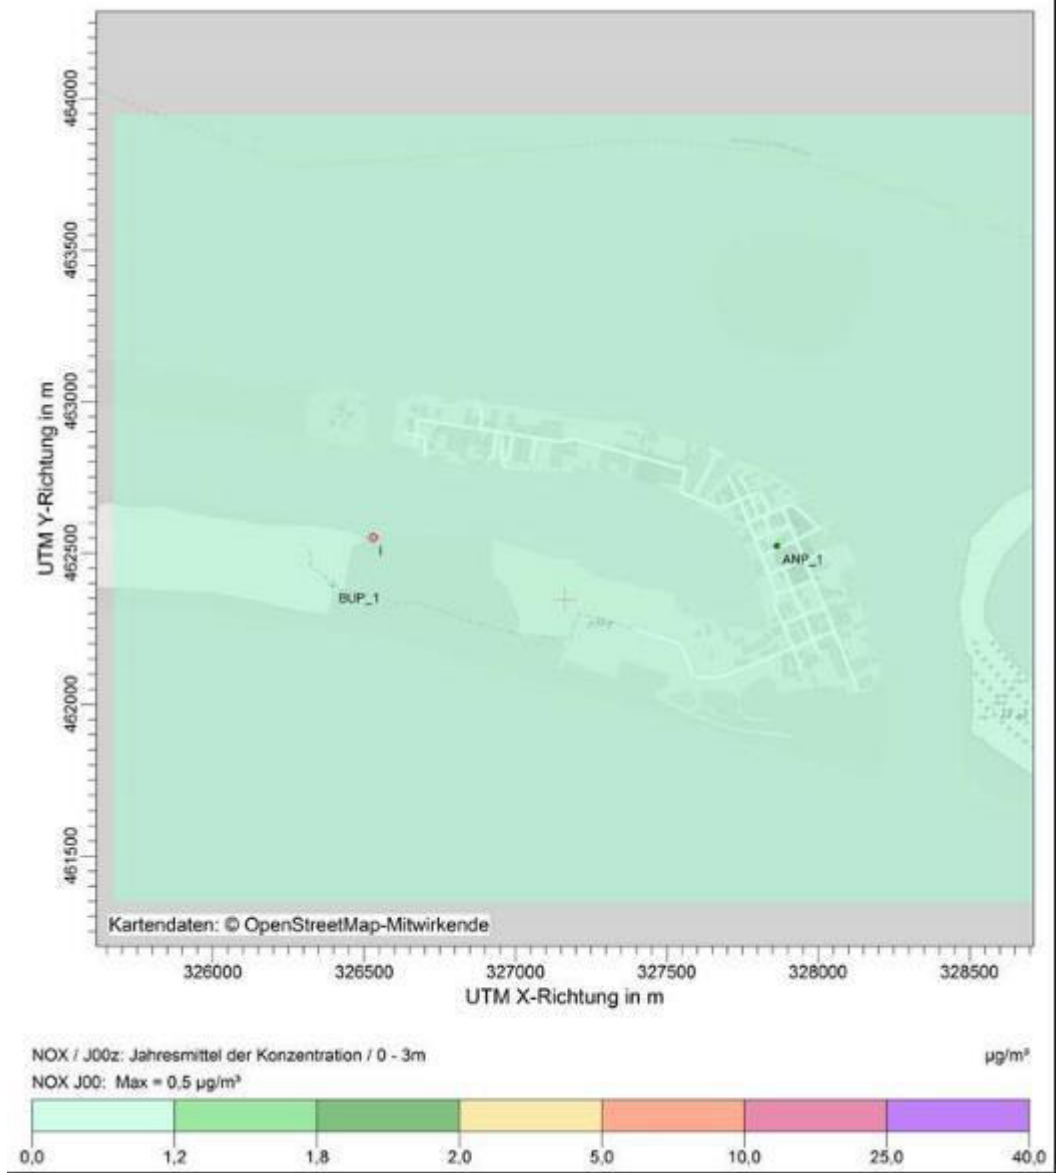 464000
463500
463000
462500
462000
461500
UTM Y-Richtung in m
BUP_1
ANP_1
Kartendaten: © OpenStreetMap-Mitwirkende
326000 326500 327000 327500 328000 328500
UTM X-Richtung in m
NOX / J00z: Jahresmittel der Konzentration / 0 - 3m µg/m³
NOX J00: Max = 0,5 µg/m³
0,0 1,2 1,8 2,0 5,0 10,0 25,0 40,0